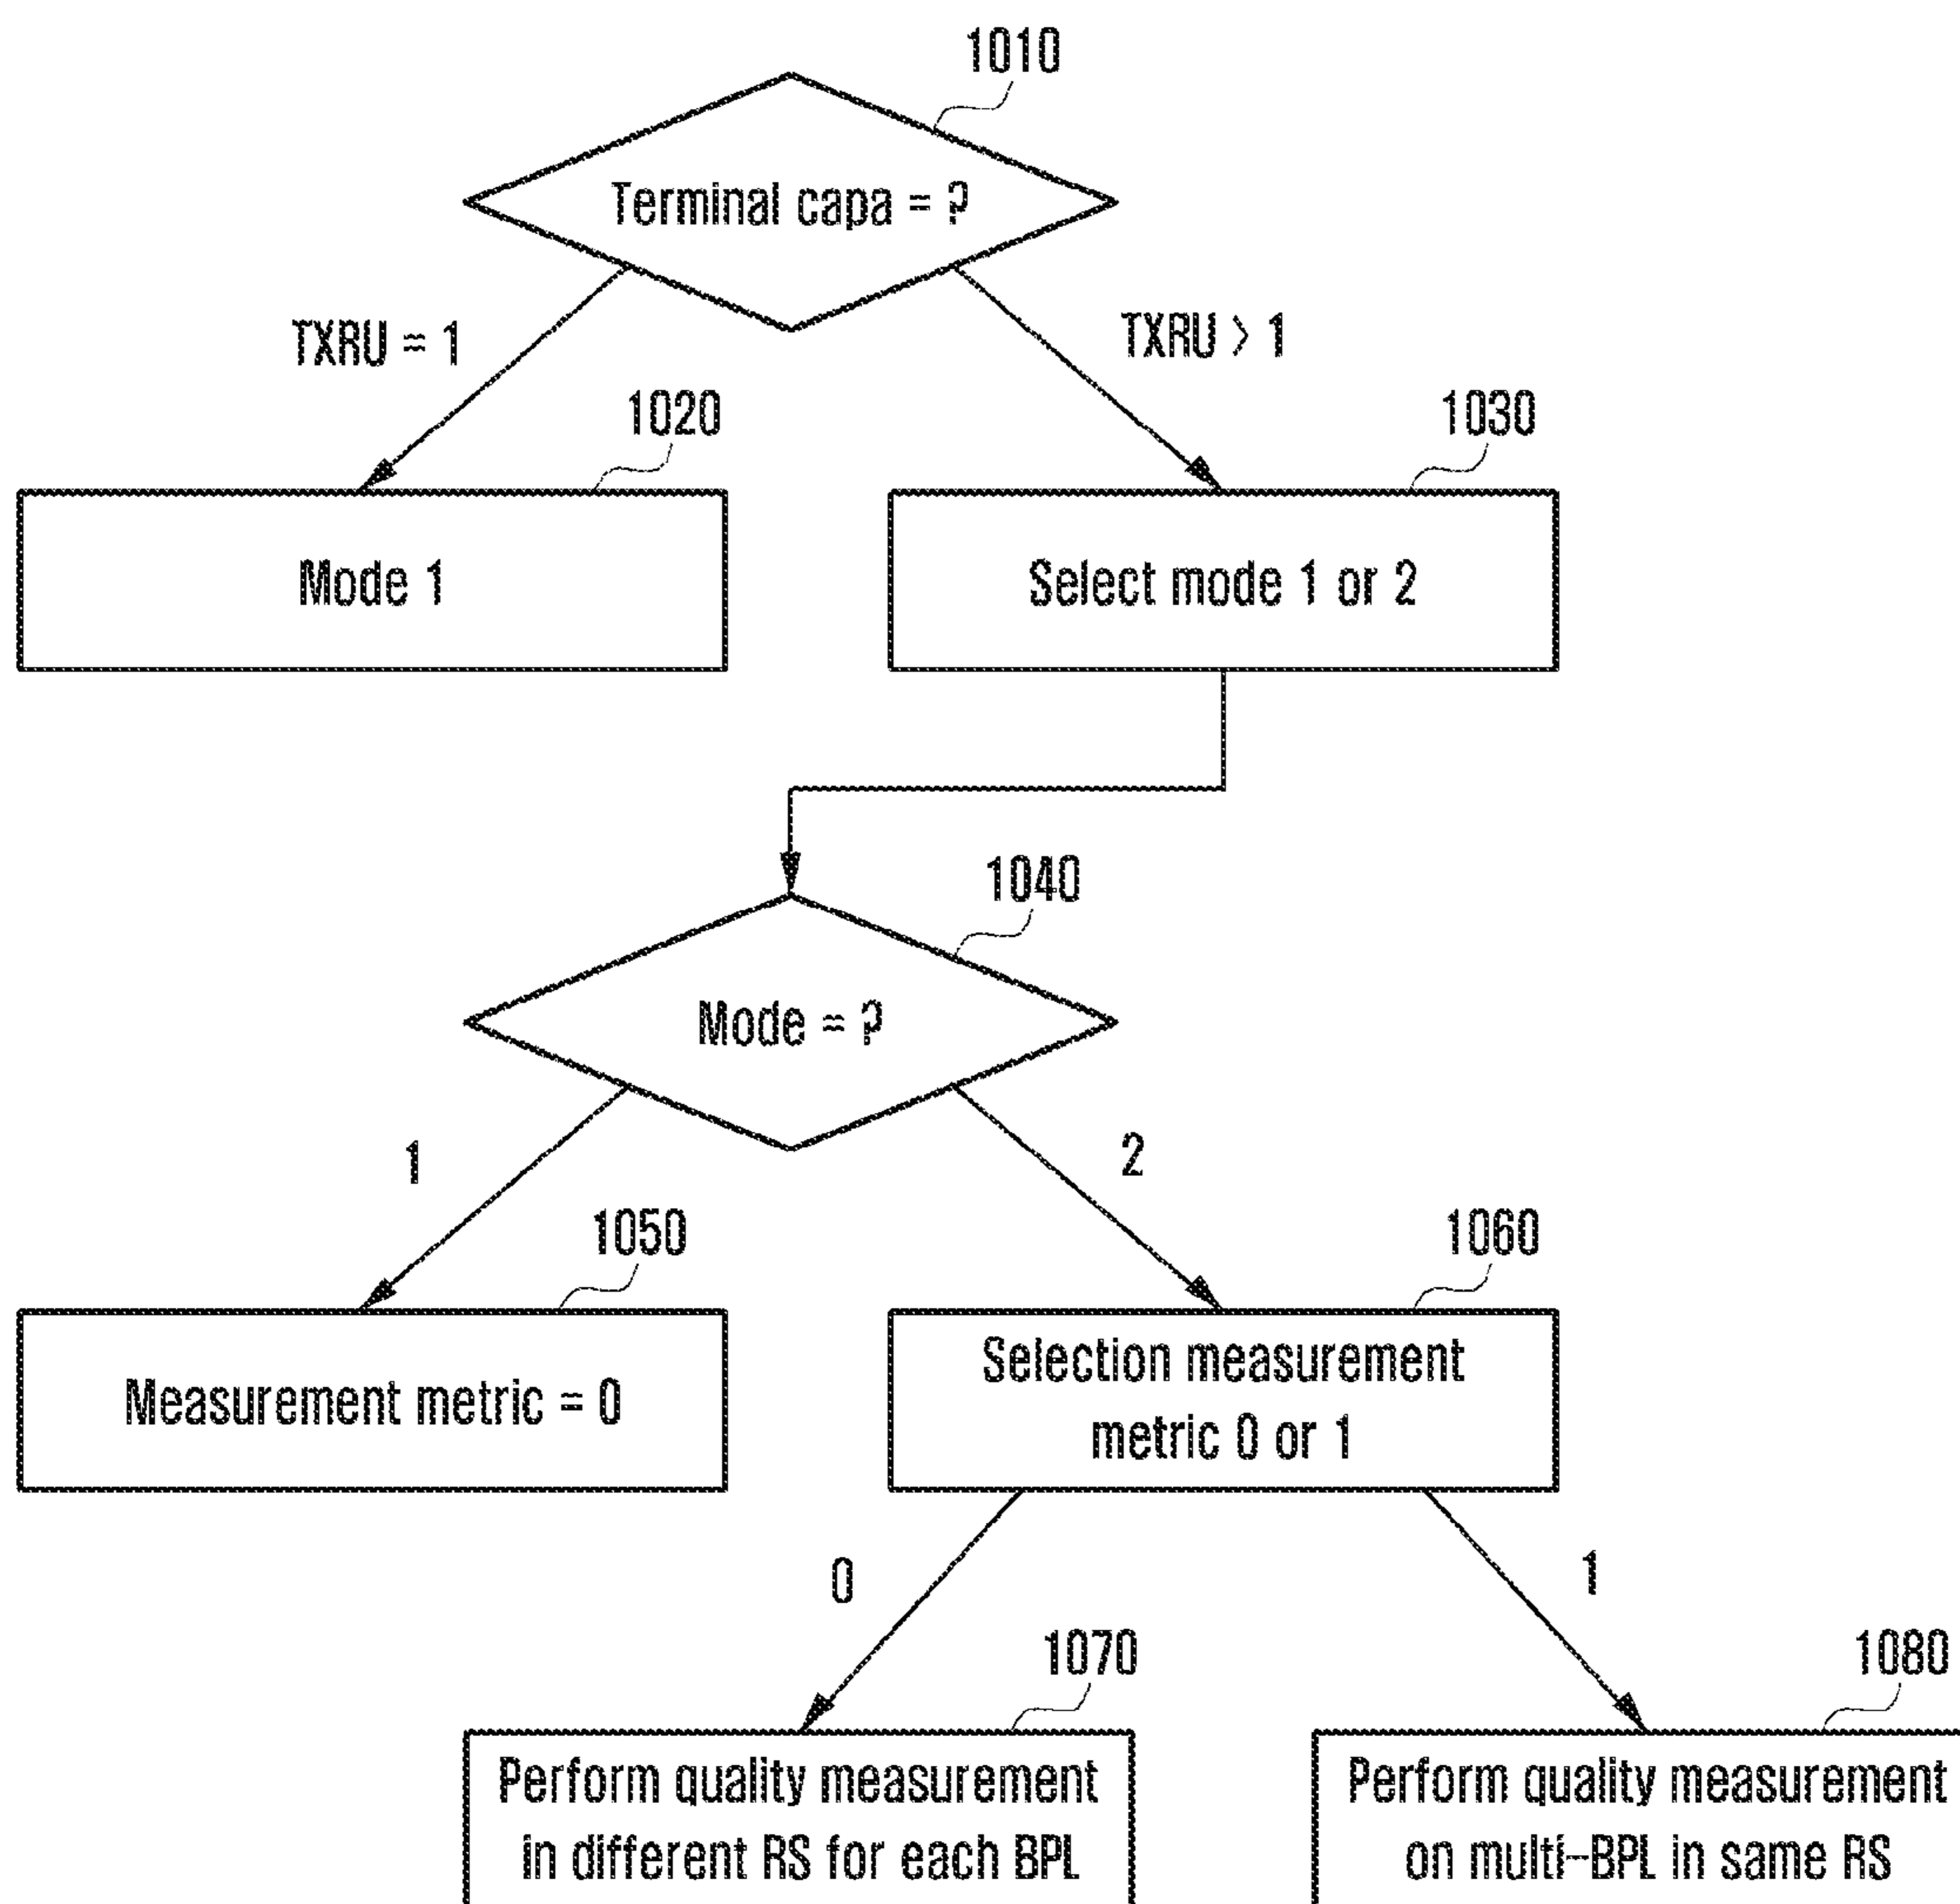 1010
Terminal capa = ?
TXRU = 1
TXRU > 1
1020
1030
Mode 1
Select mode 1 or 2
1040
Mode = ?
1
2
1050
1060
Measurement metric = 0
Selection measurement
metric 0 or 1
0
1
1070
1080
Perform quality measurement
in different RS for each BPL
Perform quality measurement
on multi-BPL in same RS